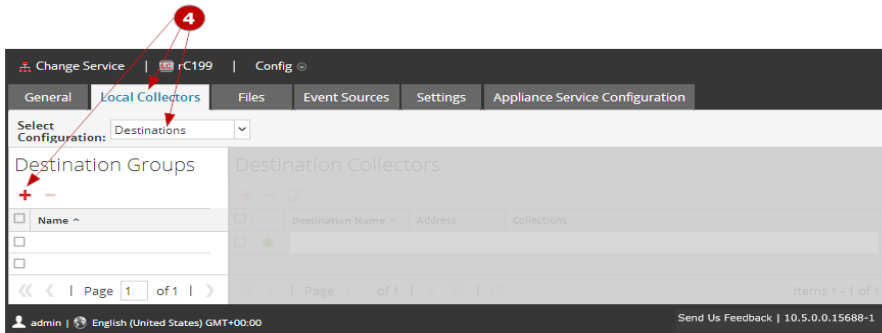 4
Change Service | LC rC199 | Config
General Local Collectors Files Event Sources Settings Appliance Service Configuration
Select Configuration: Destinations
Destination Groups Destination Collectors
+ − + −
Name ^ Destination Name ^ Address Collections
Page 1 of 1 | Page of 1 | Items 1 - 1 of 1
admin | English (United States) GMT+00:00 Send Us Feedback | 10.5.0.0.15688-1